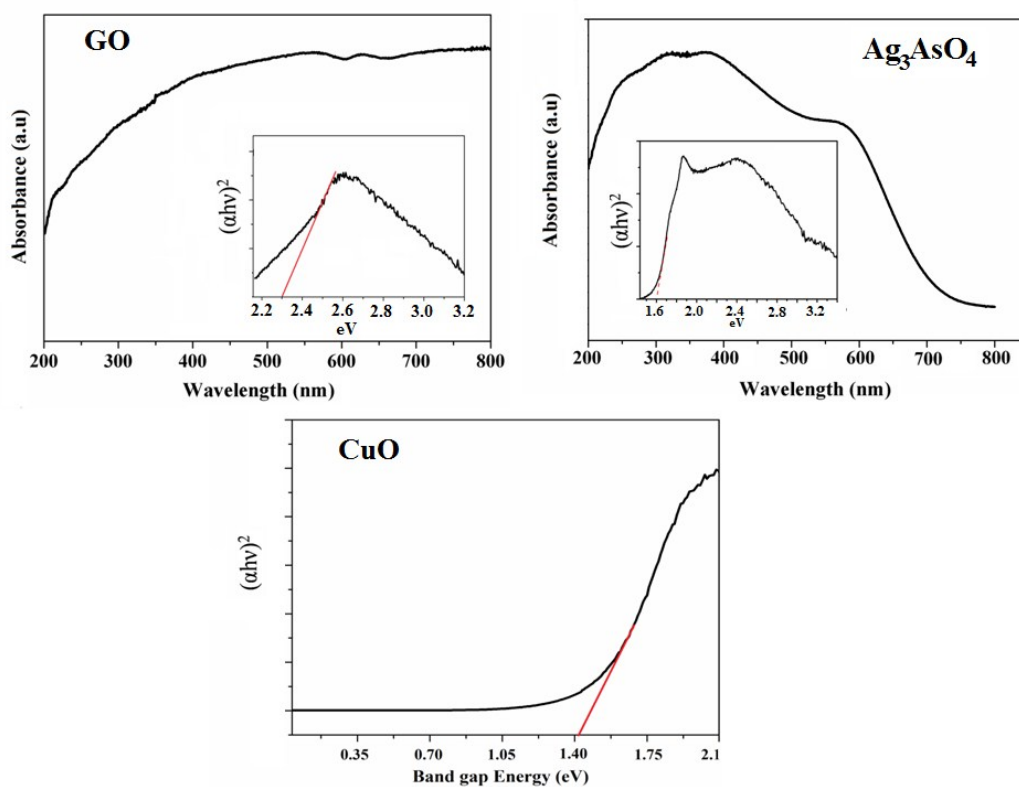 GO
Absorbance (a.u)
(αhν)²
2.2 2.4 2.6 2.8 3.0 3.2
eV
200 300 400 500 600 700 800
Wavelength (nm)
Ag₃AsO₄
Absorbance (a.u)
(αhν)²
1.6 2.0 2.4 2.8 3.2
eV
200 300 400 500 600 700 800
Wavelength (nm)
CuO
(αhν)²
0.35 0.70 1.05 1.40 1.75 2.1
Band gap Energy (eV)